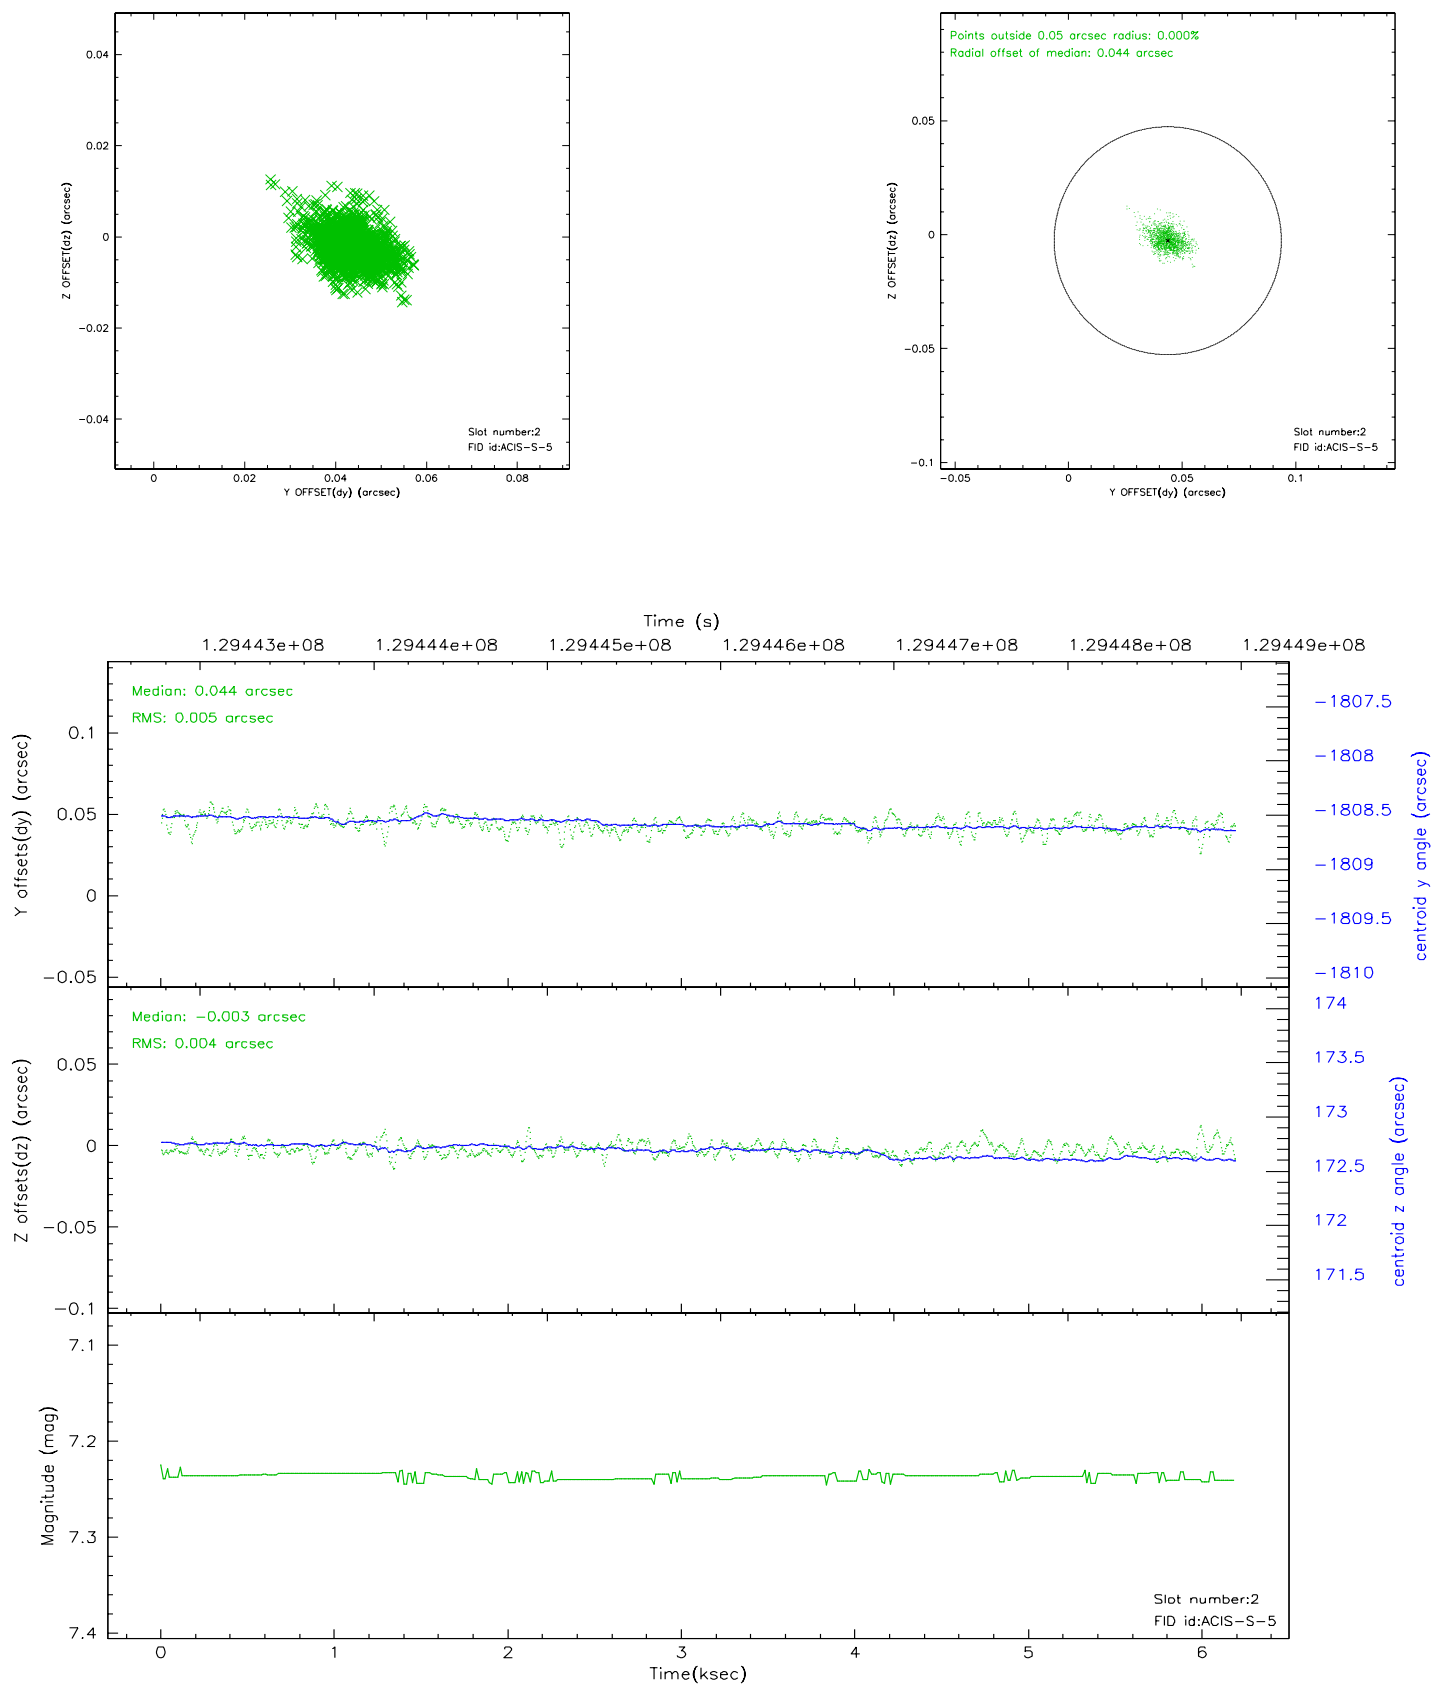 0.04
0.02
0
-0.02
-0.04
Z OFFSET(dz) (arcsec)
Slot number:2
FID id:ACIS-S-5
0 0.02 0.04 0.06 0.08
Y OFFSET(dy) (arcsec)
Points outside 0.05 arcsec radius: 0.000%
Radial offset of median: 0.044 arcsec
0.05
0
-0.05
-0.1
Z OFFSET(dz) (arcsec)
Slot number:2
FID id:ACIS-S-5
-0.05 0 0.05 0.1
Y OFFSET(dy) (arcsec)
Time (s)
1.29443e+08 1.29444e+08 1.29445e+08 1.29446e+08 1.29447e+08 1.29448e+08 1.29449e+08
Median: 0.044 arcsec
RMS: 0.005 arcsec
0.1
0.05
0
-0.05
Y offsets(dy) (arcsec)
-1807.5
-1808
-1808.5
-1809
-1809.5
-1810
centroid y angle (arcsec)
Median: -0.003 arcsec
RMS: 0.004 arcsec
0.05
0
-0.05
-0.1
Z offsets(dz) (arcsec)
174
173.5
173
172.5
172
171.5
centroid z angle (arcsec)
7.1
7.2
7.3
7.4
Magnitude (mag)
Slot number:2
FID id:ACIS-S-5
0 1 2 3 4 5 6
Time(ksec)